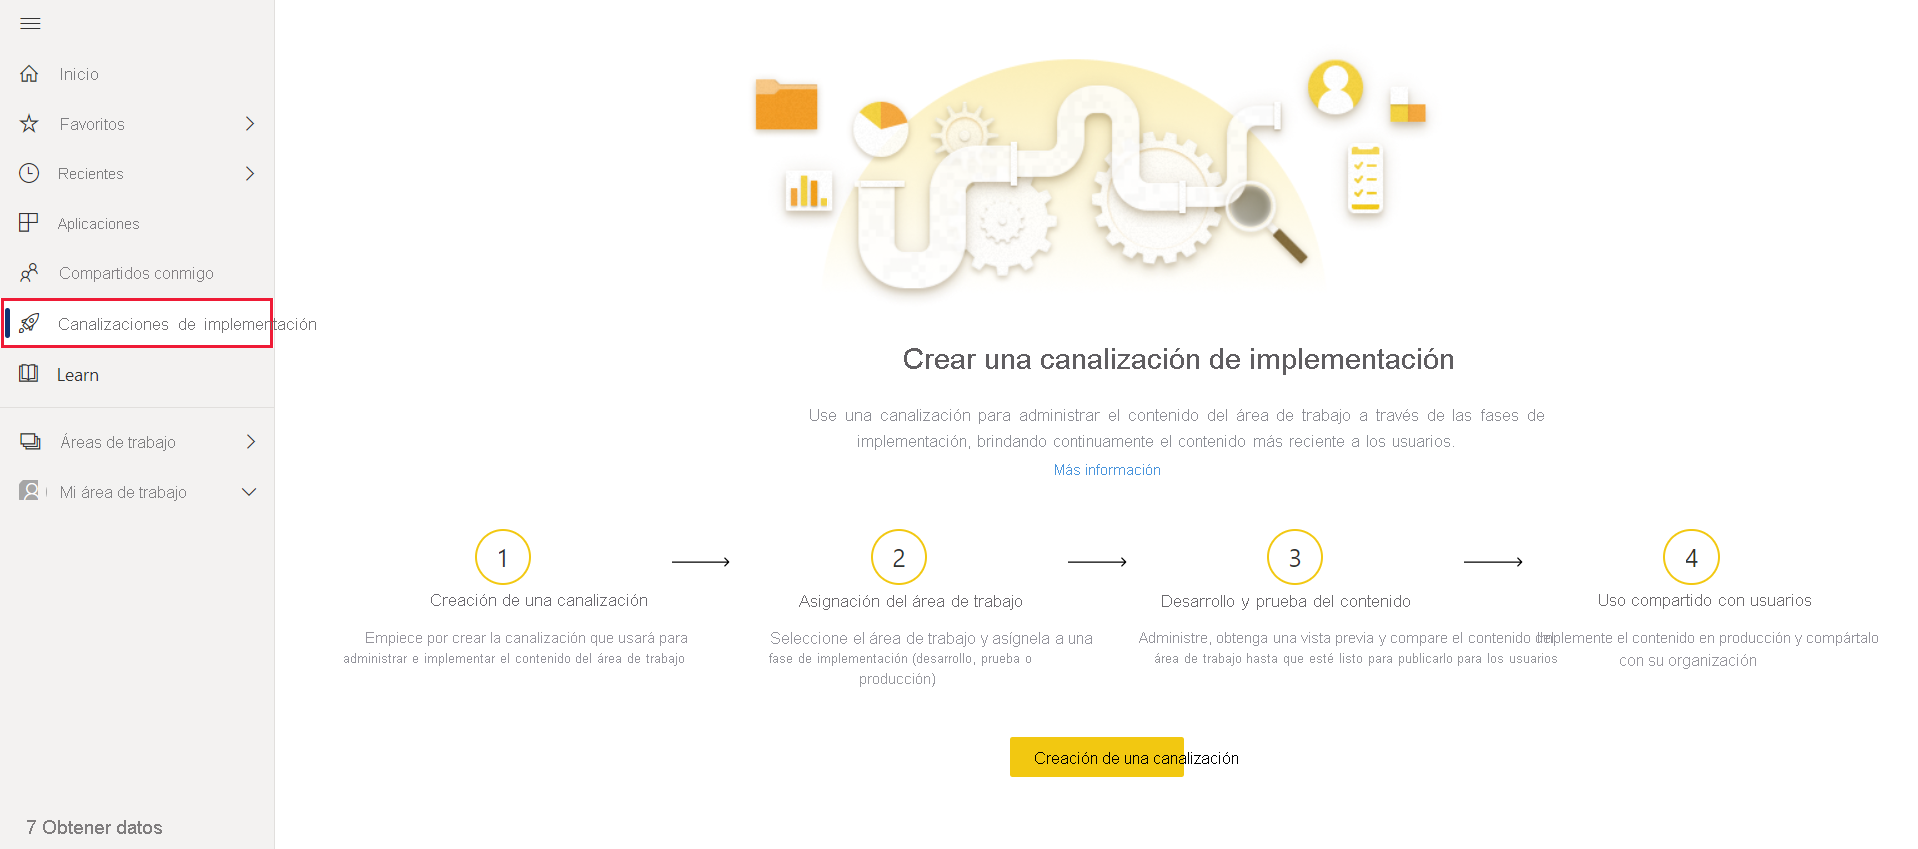 Inicio
Favoritos
Recientes
Aplicaciones
Compartidos conmigo
Canalizaciones de implementación
Learn
Áreas de trabajo
Mi área de trabajo
7 Obtener datos
Crear una canalización de implementación
Use una canalización para administrar el contenido del área de trabajo a través de las fases de
implementación, brindando continuamente el contenido más reciente a los usuarios.
Más información
1
Creación de una canalización
Empiece por crear la canalización que usará para
administrar e implementar el contenido del área de trabajo
2
Asignación del área de trabajo
Seleccione el área de trabajo y asígnela a una
fase de implementación (desarrollo, prueba o
producción)
3
Desarrollo y prueba del contenido
Administre, obtenga una vista previa y compare el contenido del
área de trabajo hasta que esté listo para publicarlo para los usuarios
4
Uso compartido con usuarios
Implemente el contenido en producción y compártalo
con su organización
Creación de una canalización